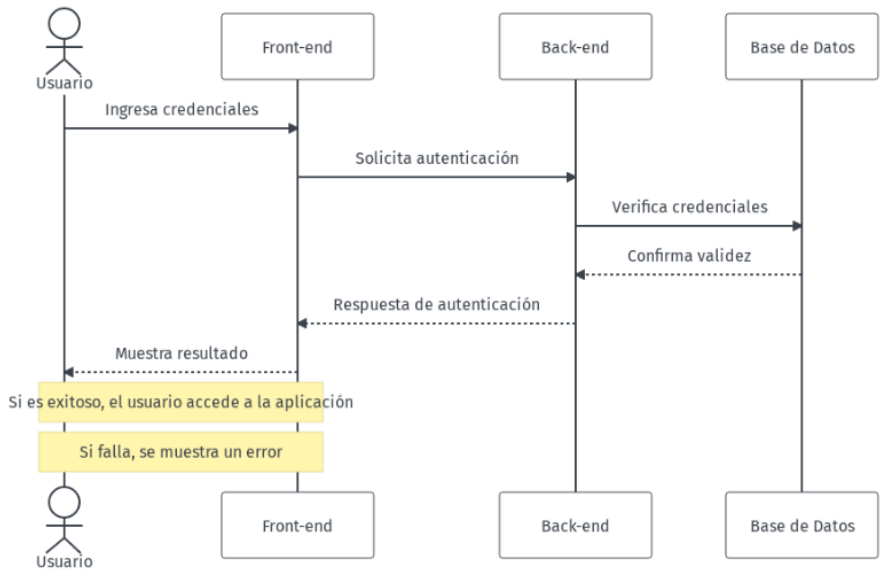 Usuario
Front-end
Back-end
Base de Datos
Ingresa credenciales
Solicita autenticación
Verifica credenciales
Confirma validez
Respuesta de autenticación
Muestra resultado
Si es exitoso, el usuario accede a la aplicación
Si falla, se muestra un error
Usuario
Front-end
Back-end
Base de Datos